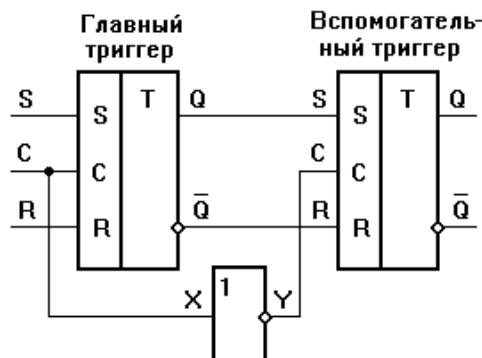 Главный
триггер
Вспомогатель-
ный триггер
S S T Q S S T Q
C C C C
R R Q̅ R R Q̅
X 1 Y